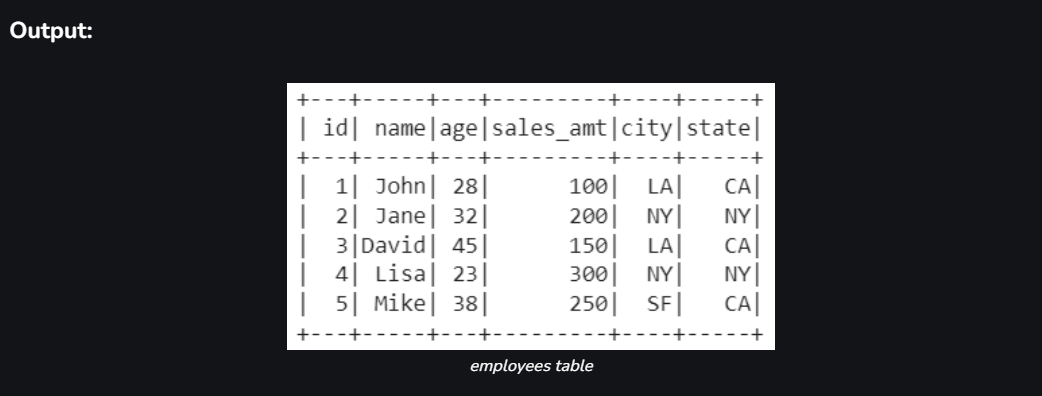 Output:
+---+-----+---+---------+----+-----+
| id| name|age|sales_amt|city|state|
+---+-----+---+---------+----+-----+
|  1| John| 28|      100|  LA|   CA|
|  2| Jane| 32|      200|  NY|   NY|
|  3|David| 45|      150|  LA|   CA|
|  4| Lisa| 23|      300|  NY|   NY|
|  5| Mike| 38|      250|  SF|   CA|
+---+-----+---+---------+----+-----+
employees table